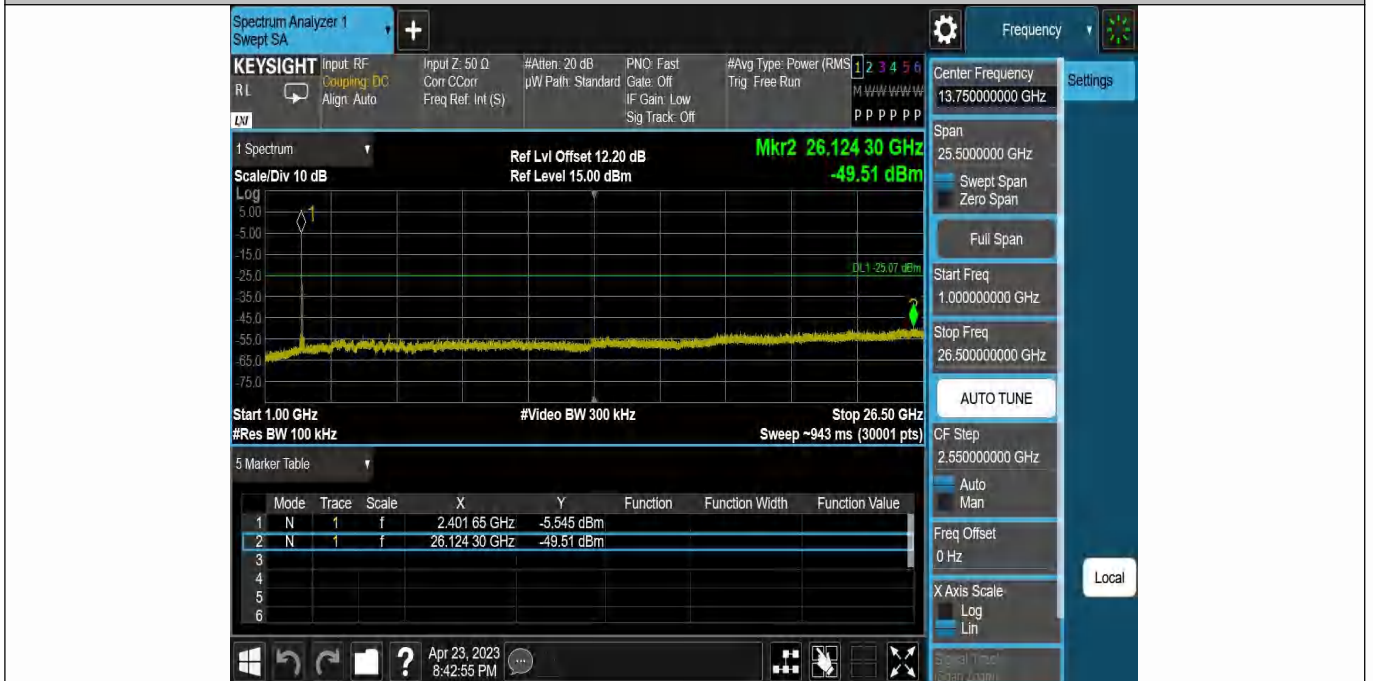 Spectrum Analyzer 1
Swept SA
+
Frequency
KEYSIGHT
RL
LXI
Input: RF
Coupling: DC
Align: Auto
Input Z: 50 Ω
Corr CCorr
Freq Ref: Int (S)
#Atten: 20 dB
µW Path: Standard
PNO: Fast
Gate: Off
IF Gain: Low
Sig Track: Off
#Avg Type: Power (RMS
Trig: Free Run
1 2 3 4 5 6
M W W W W W
P P P P P P
1 Spectrum
Scale/Div 10 dB
Ref Lvl Offset 12.20 dB
Ref Level 15.00 dBm
Mkr2 26.124 30 GHz
-49.51 dBm
Log
5.00
-5.00
-15.0
-25.0
-35.0
-45.0
-55.0
-65.0
-75.0
1
DL1 -25.07 dBm
2
Start 1.00 GHz
#Video BW 300 kHz
Stop 26.50 GHz
#Res BW 100 kHz
Sweep ~943 ms (30001 pts)
5 Marker Table
Mode Trace Scale X Y Function Function Width Function Value
1 N 1 f 2.401 65 GHz -5.545 dBm
2 N 1 f 26.124 30 GHz -49.51 dBm
3
4
5
6
?
Apr 23, 2023
8:42:55 PM
Center Frequency
13.750000000 GHz
Settings
Span
25.5000000 GHz
Swept Span
Zero Span
Full Span
Start Freq
1.000000000 GHz
Stop Freq
26.500000000 GHz
AUTO TUNE
CF Step
2.550000000 GHz
Auto
Man
Freq Offset
0 Hz
X Axis Scale
Log
Lin
Local
Signal Track
(Span Zoom)